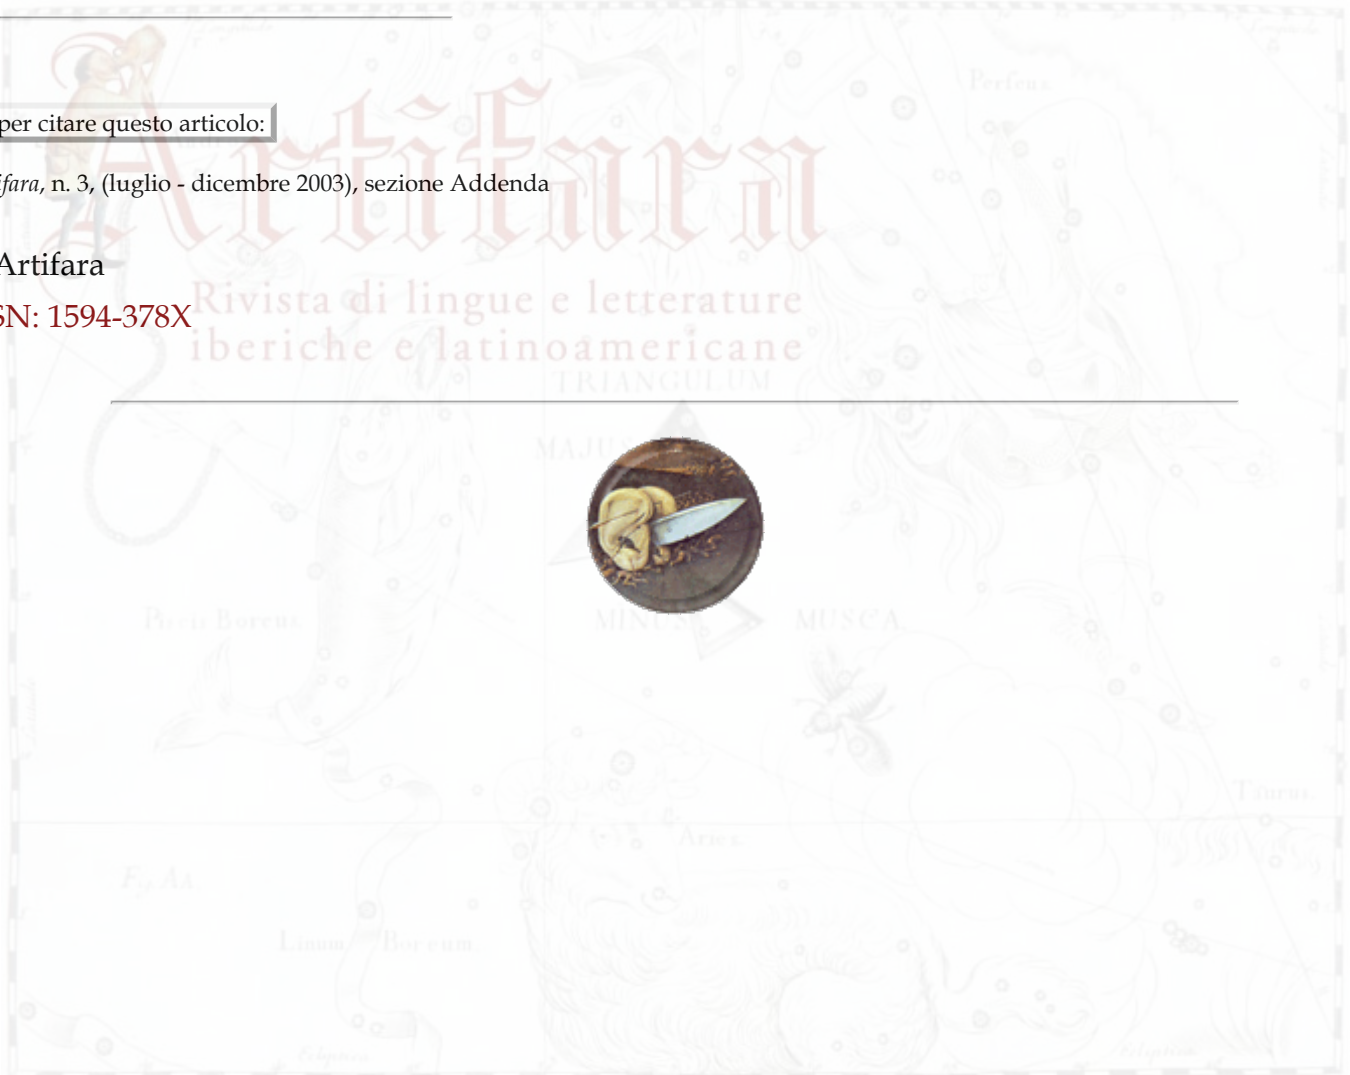 Perseus.
per citare questo articolo:
Artifara
ifara, n. 3, (luglio - dicembre 2003), sezione Addenda
Artifara
SN: 1594-378X
Rivista di lingue e letterature
iberiche e latinoamericane
TRIANGULUM
MAJUS
Piscis Boreus.
MINUS
MUSCA.
Taurus.
Aries.
Linum Boreum.